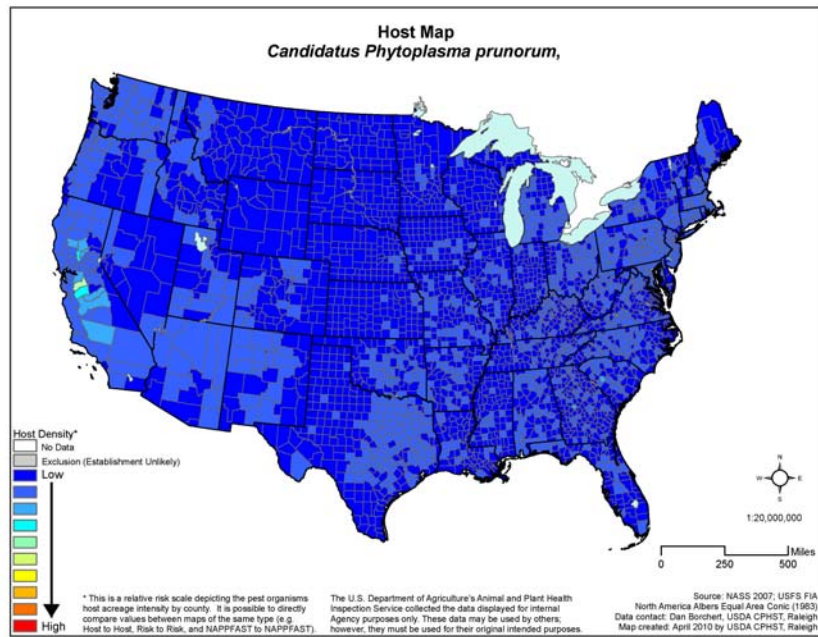 Host Map
Candidatus Phytoplasma prunorum,
Host Density*
No Data
Exclusion (Establishment Unlikely)
Low
High
N
W E
S
1:20,000,000
0 250 500
Miles
* This is a relative risk scale depicting the pest organisms
host acreage intensity by county. It is possible to directly
compare values between maps of the same type (e.g.
Host to Host, Risk to Risk, and NAPPFAST to NAPPFAST).
The U.S. Department of Agriculture's Animal and Plant Health
Inspection Service collected the data displayed for internal
Agency purposes only. These data may be used by others;
however, they must be used for their original intended purposes.
Source: NASS 2007; USFS FIA
North America Albers Equal Area Conic (1983)
Data contact: Dan Borchert, USDA CPHST, Raleigh
Map created: April 2010 by USDA CPHST, Raleigh